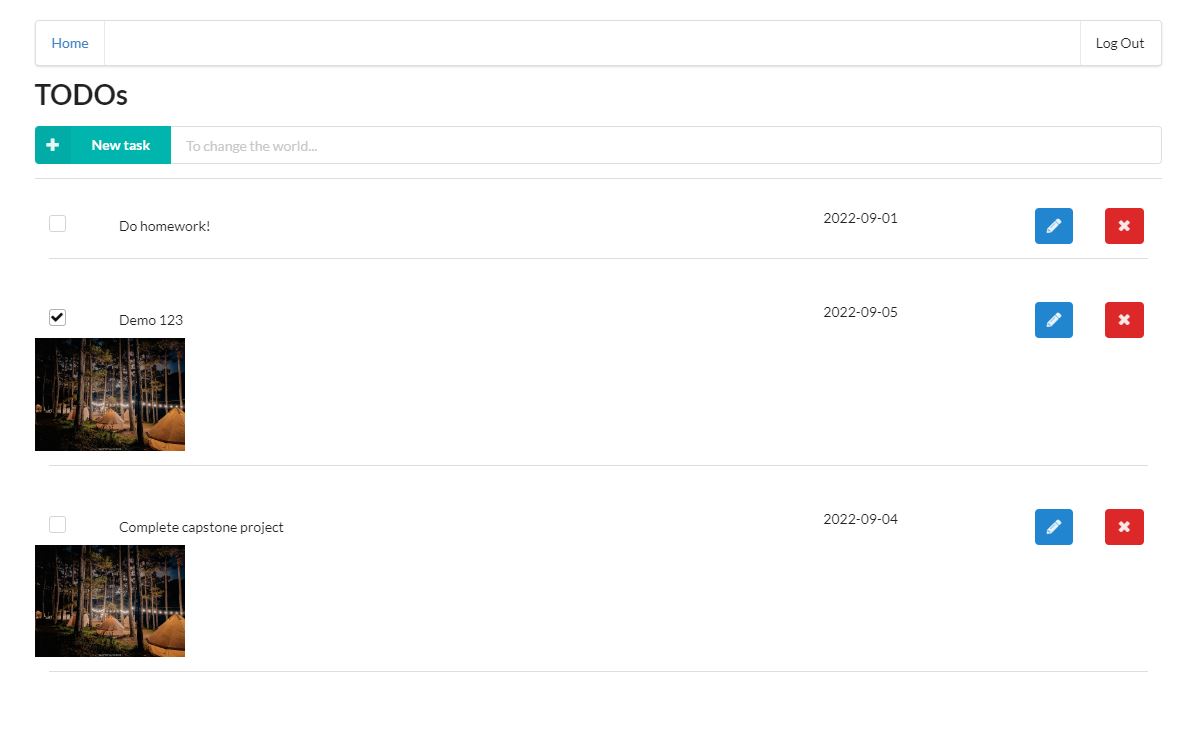 Home
Log Out
TODOs
New task
To change the world...
Do homework!
2022-09-01
Demo 123
2022-09-05
Complete capstone project
2022-09-04